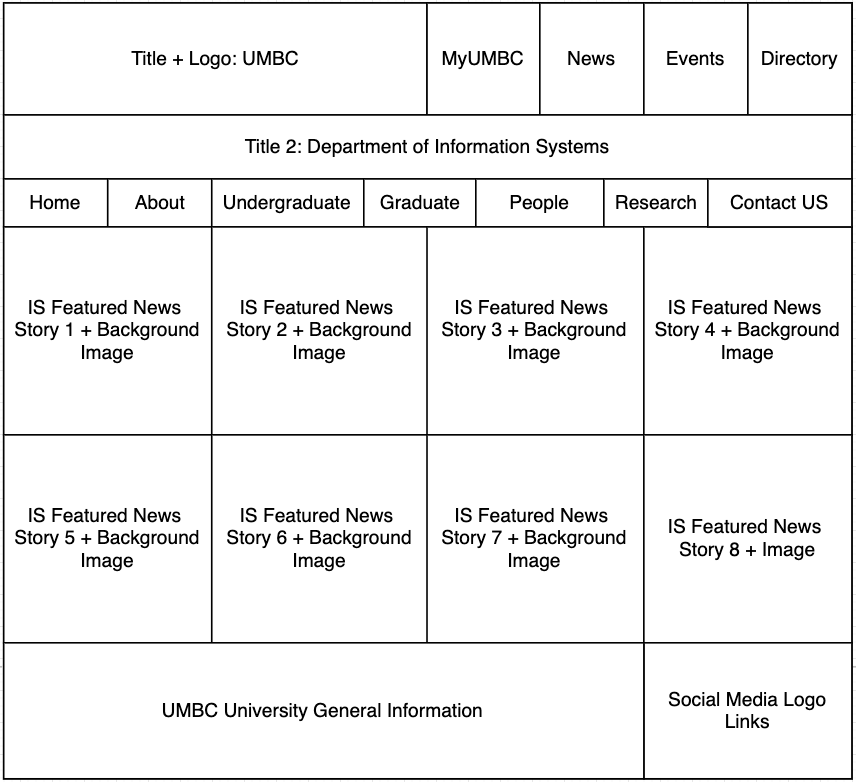 Title + Logo: UMBC
MyUMBC
News
Events
Directory
Title 2: Department of Information Systems
Home
About
Undergraduate
Graduate
People
Research
Contact US
IS Featured News
Story 1 + Background
Image
IS Featured News
Story 2 + Background
Image
IS Featured News
Story 3 + Background
Image
IS Featured News
Story 4 + Background
Image
IS Featured News
Story 5 + Background
Image
IS Featured News
Story 6 + Background
Image
IS Featured News
Story 7 + Background
Image
IS Featured News
Story 8 + Image
UMBC University General Information
Social Media Logo
Links